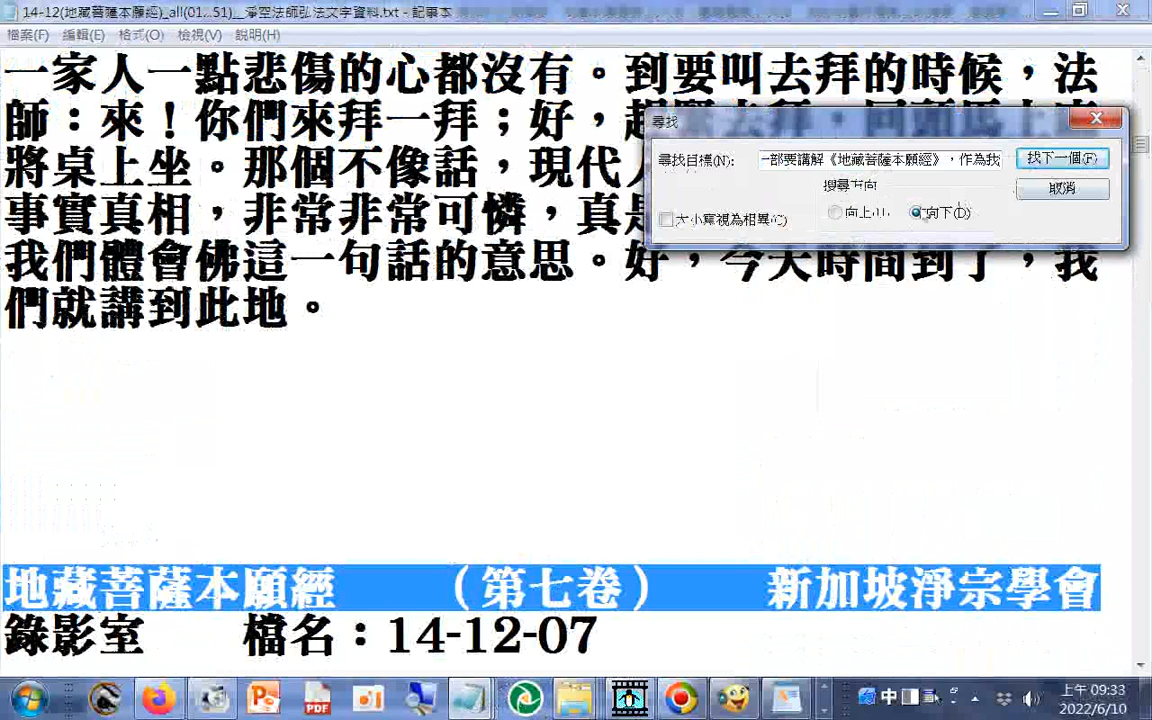 14-12(地藏菩薩本願經)_all(01...51)__淨空法師弘法文字資料.txt - 記事本
檔案(F) 編輯(E) 格式(O) 檢視(V) 說明(H)
一家人一點悲傷的心都沒有。到要叫去拜的時候，法
師：來！你們來拜一拜；好，
將桌上坐。那個不像話，現代
事實真相，非常非常可憐，真是
我們體會佛這一句話的意思。好，今天時間到了，我
們就講到此地。
尋找
尋找目標(N): 一部要講解《地藏菩薩本願經》，作為我 找下一個(F)
搜尋方向 取消
大小寫視為相異(C) 向上(U) 向下(D)
地藏菩薩本願經 （第七卷） 新加坡淨宗學會
錄影室 檔名：14-12-07
中
上午 09:33
2022/6/10